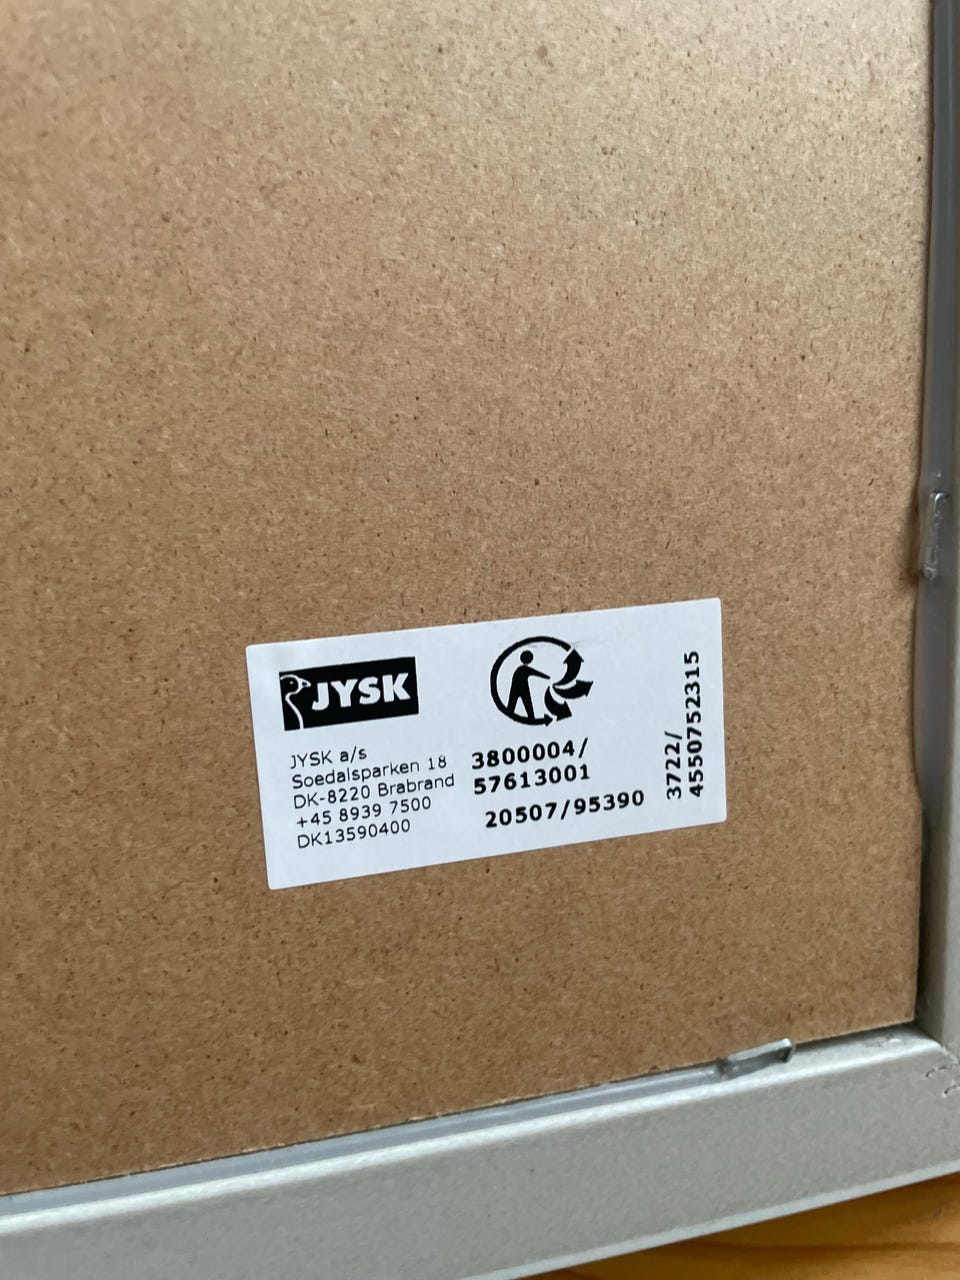 JYSK
JYSK a/s
Soedalsparken 18
DK-8220 Brabrand
+45 8939 7500
DK13590400
3800004/
57613001
20507/95390
3722/
4550752315